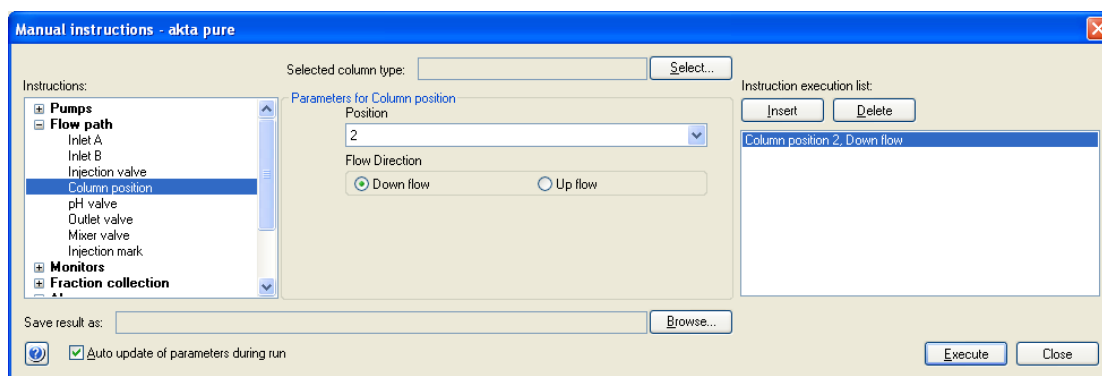 Manual instructions - akta pure
Selected column type:
Select...
Instructions:
Pumps
Flow path
Inlet A
Inlet B
Injection valve
Column position
pH valve
Outlet valve
Mixer valve
Injection mark
Monitors
Fraction collection
Parameters for Column position
Position
2
Flow Direction
Down flow Up flow
Instruction execution list:
Insert Delete
Column position 2, Down flow
Save result as:
Browse...
Auto update of parameters during run
Execute Close